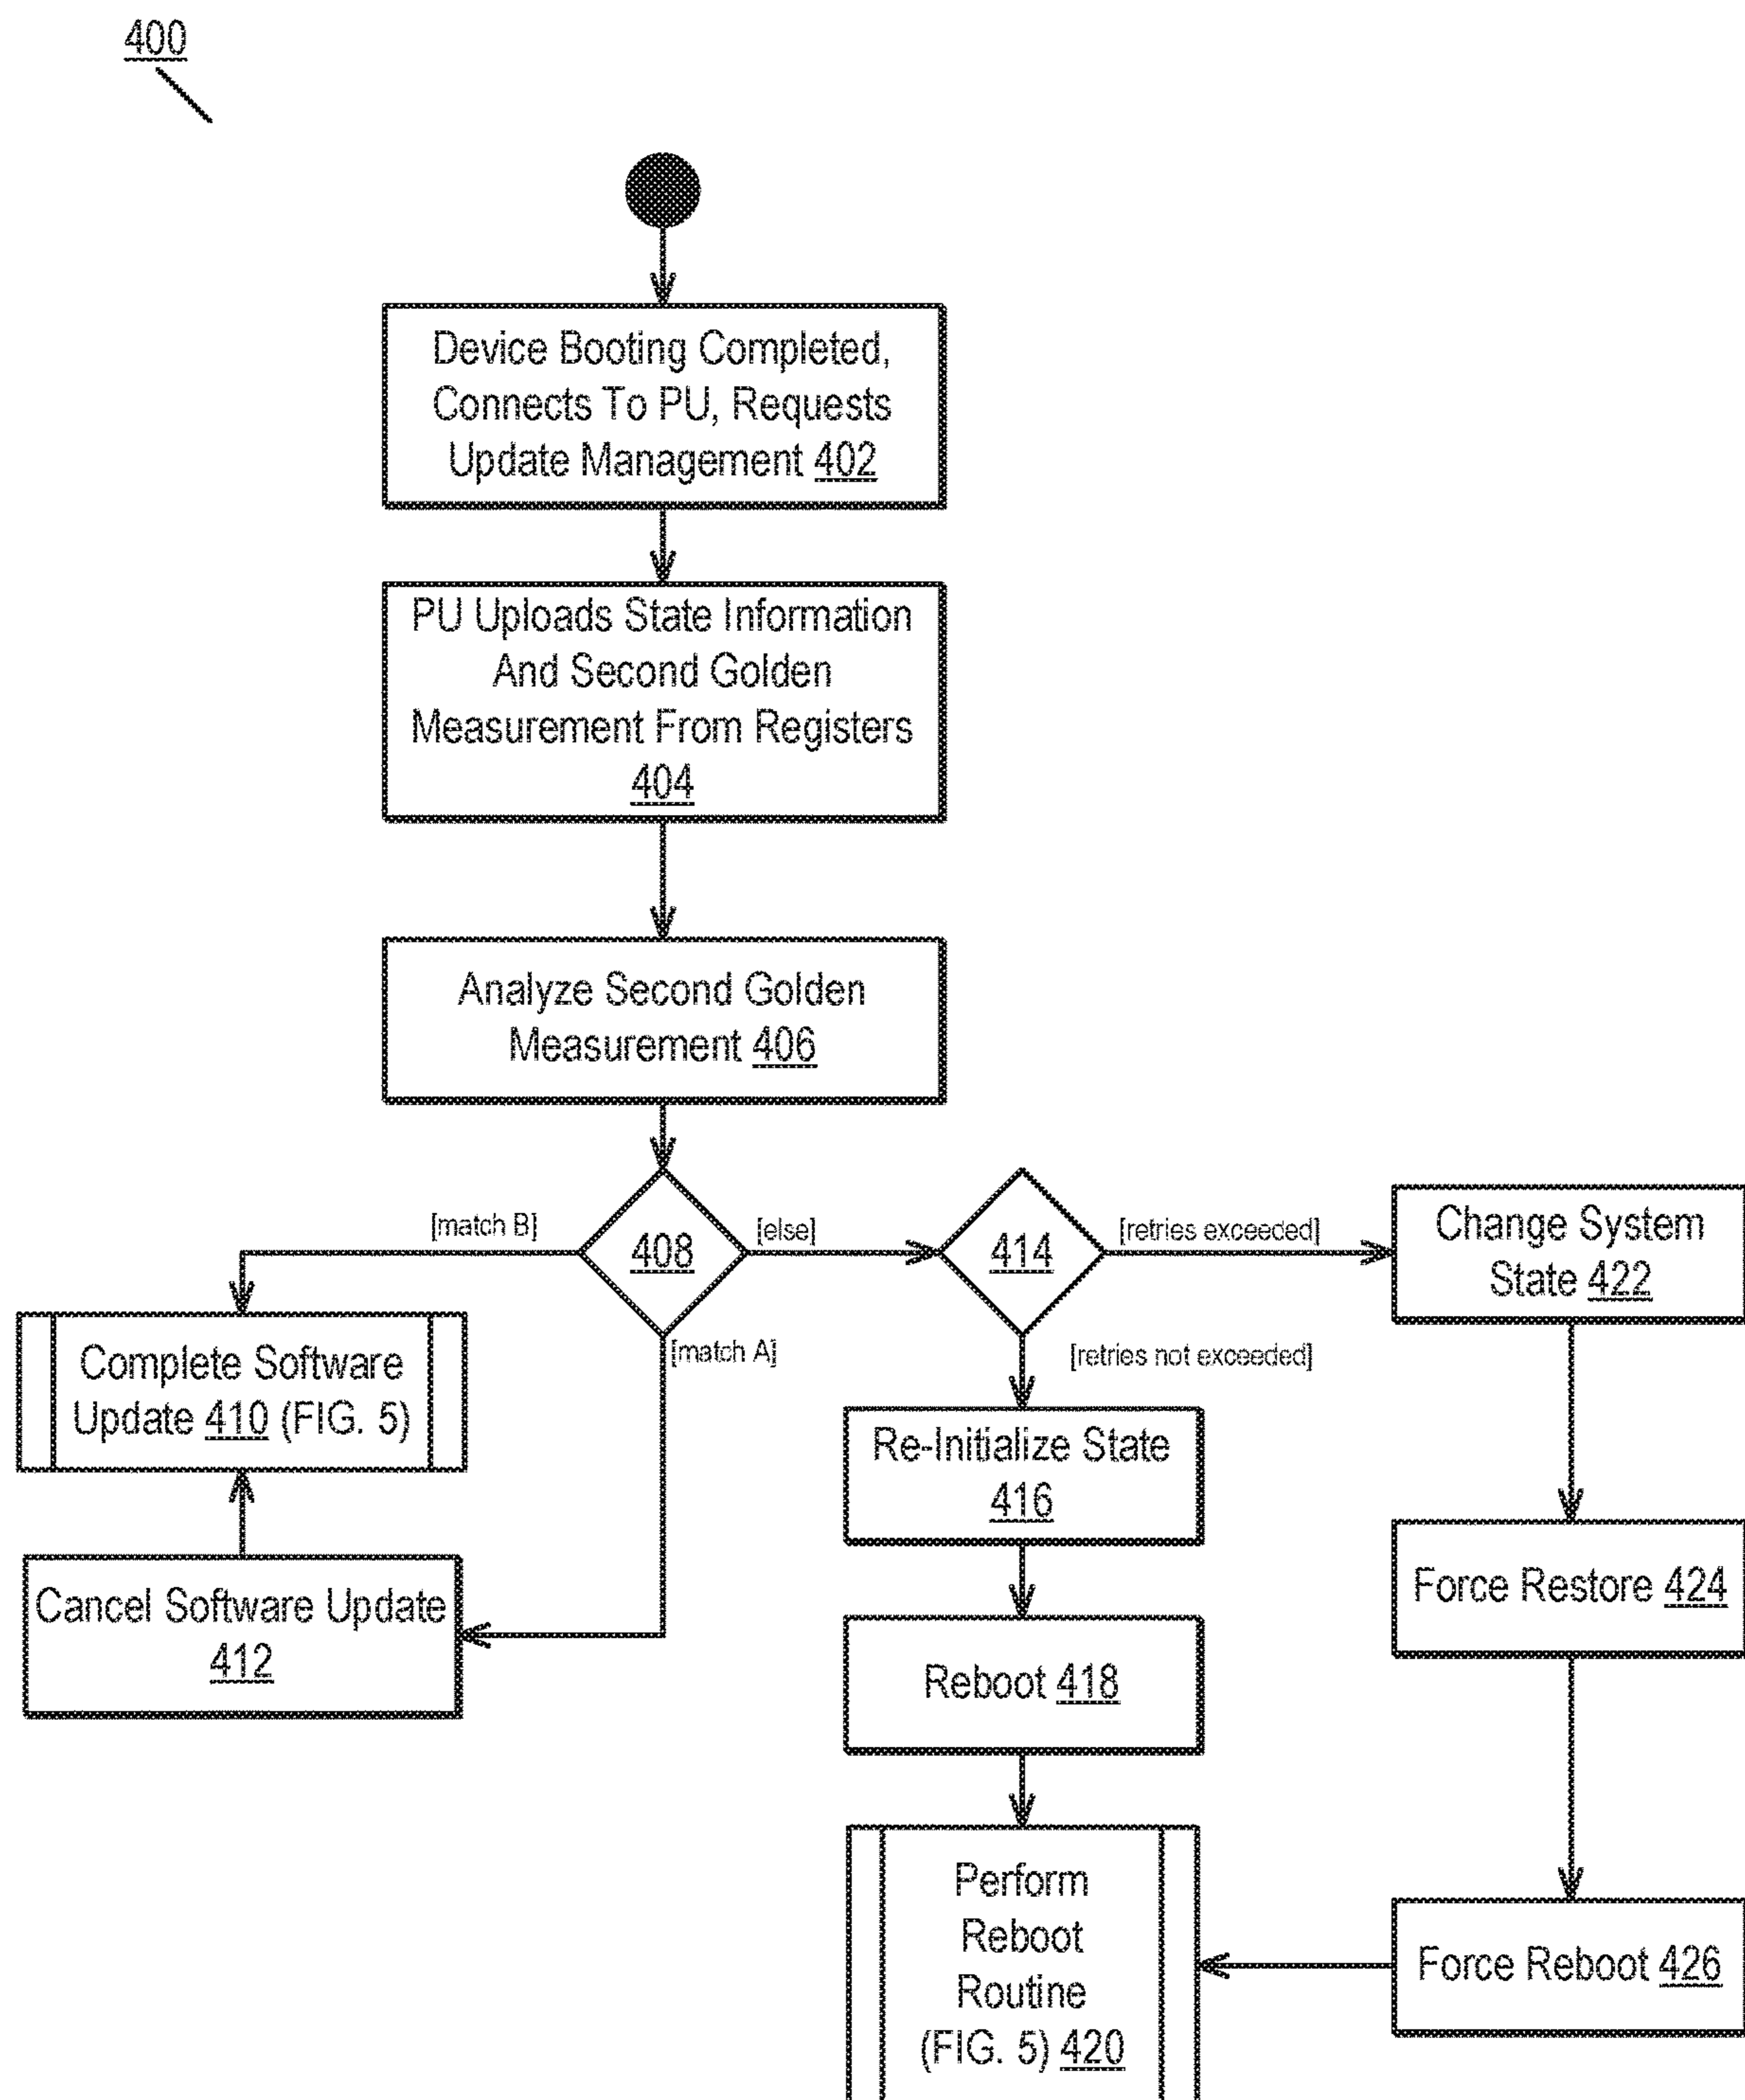 400
Device Booting Completed,
Connects To PU, Requests
Update Management 402
PU Uploads State Information
And Second Golden
Measurement From Registers
404
Analyze Second Golden
Measurement 406
408
[match B]
[else]
[match A]
414
[retries exceeded]
[retries not exceeded]
Change System
State 422
Complete Software
Update 410 (FIG. 5)
Cancel Software Update
412
Re-Initialize State
416
Force Restore 424
Reboot 418
Perform
Reboot
Routine
(FIG. 5) 420
Force Reboot 426